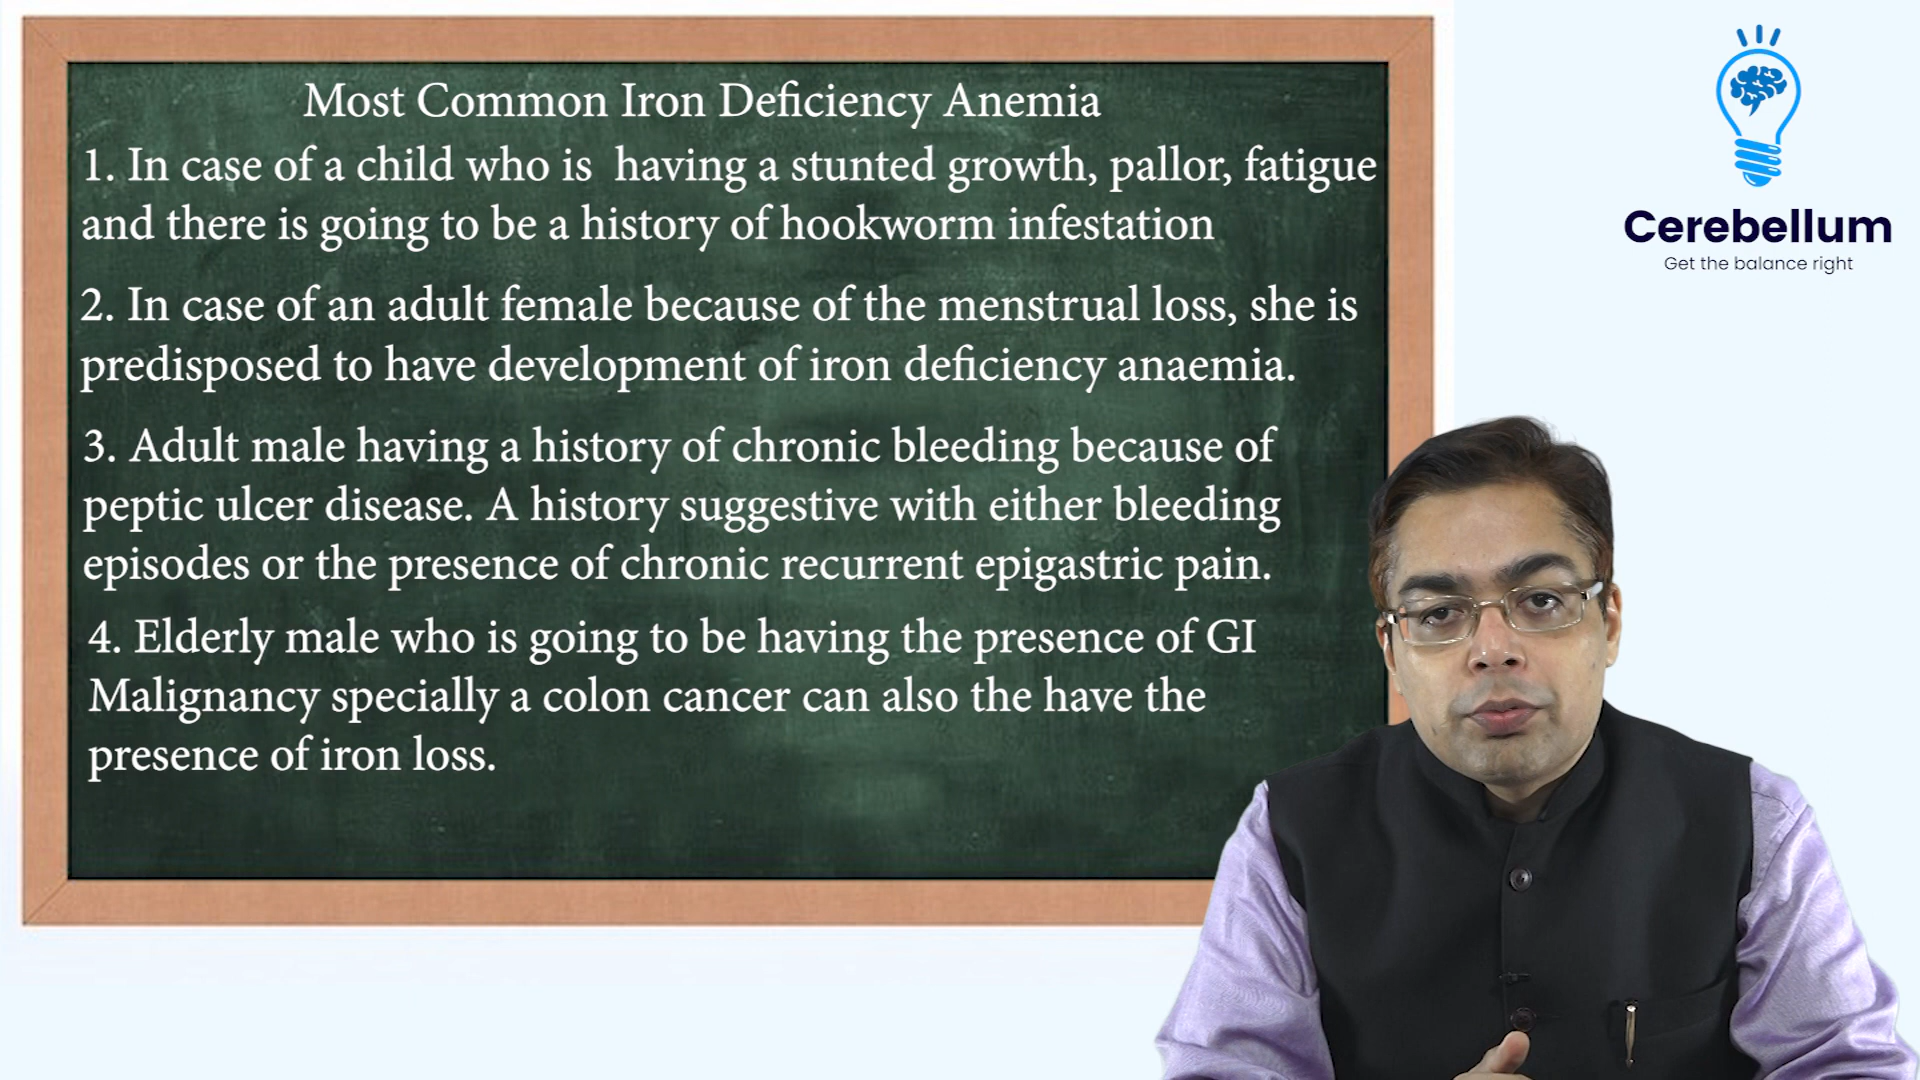 Most Common Iron Deficiency Anemia
1. In case of a child who is  having a stunted growth, pallor, fatigue
and there is going to be a history of hookworm infestation
2. In case of an adult female because of the menstrual loss, she is
predisposed to have development of iron deficiency anaemia.
3. Adult male having a history of chronic bleeding because of
peptic ulcer disease. A history suggestive with either bleeding
episodes or the presence of chronic recurrent epigastric pain.
4. Elderly male who is going to be having the presence of GI
Malignancy specially a colon cancer can also the have the
presence of iron loss.
Cerebellum
Get the balance right